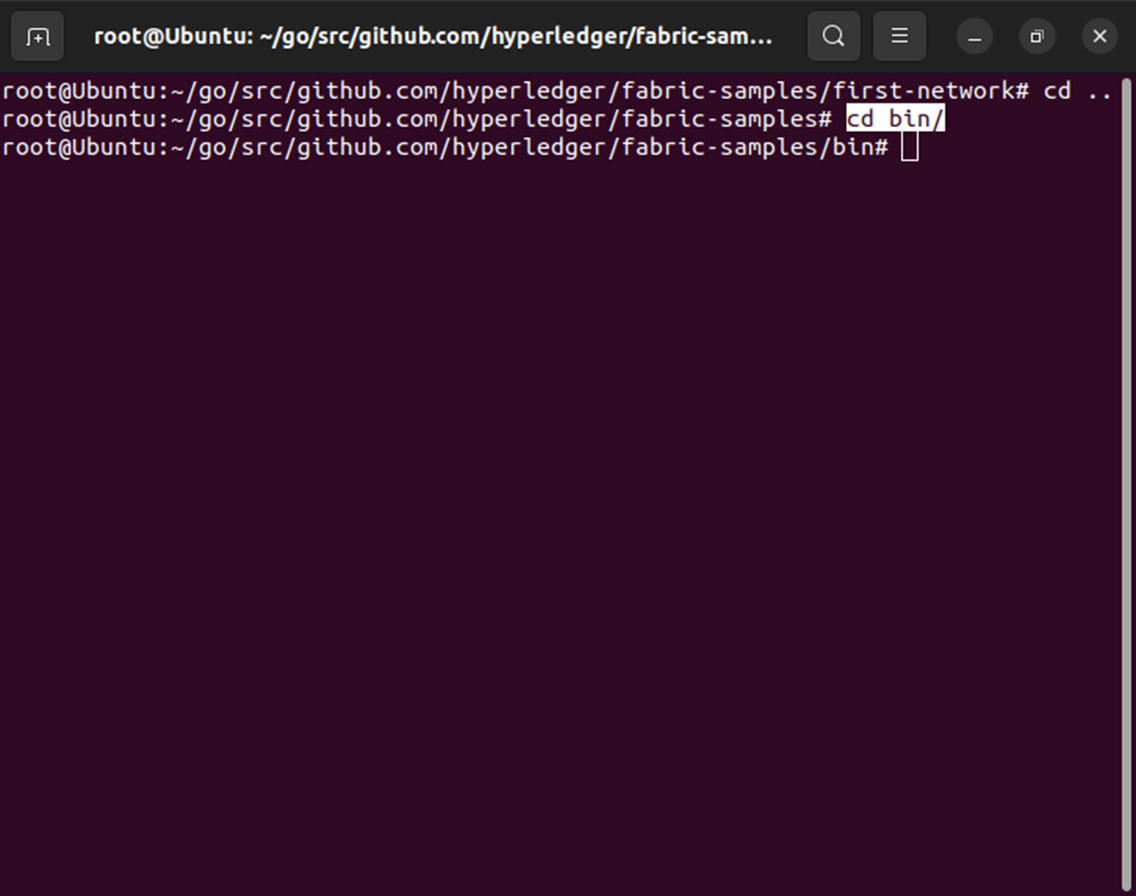 root@Ubuntu: ~/go/src/github.com/hyperledger/fabric-sam...
root@Ubuntu:~/go/src/github.com/hyperledger/fabric-samples/first-network# cd ..
root@Ubuntu:~/go/src/github.com/hyperledger/fabric-samples# cd bin/
root@Ubuntu:~/go/src/github.com/hyperledger/fabric-samples/bin#